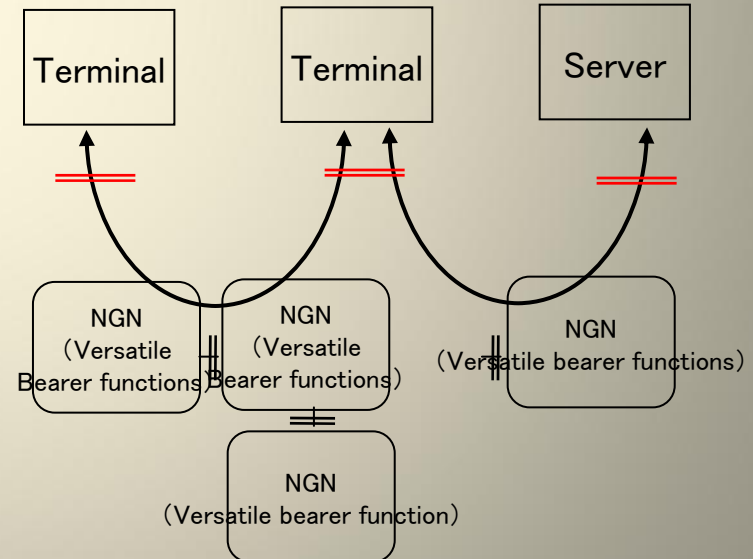 Terminal
Terminal
Server
NGN
(Versatile
Bearer functions)
NGN
(Versatile
Bearer functions)
NGN
(Versatile bearer functions)
NGN
(Versatile bearer function)